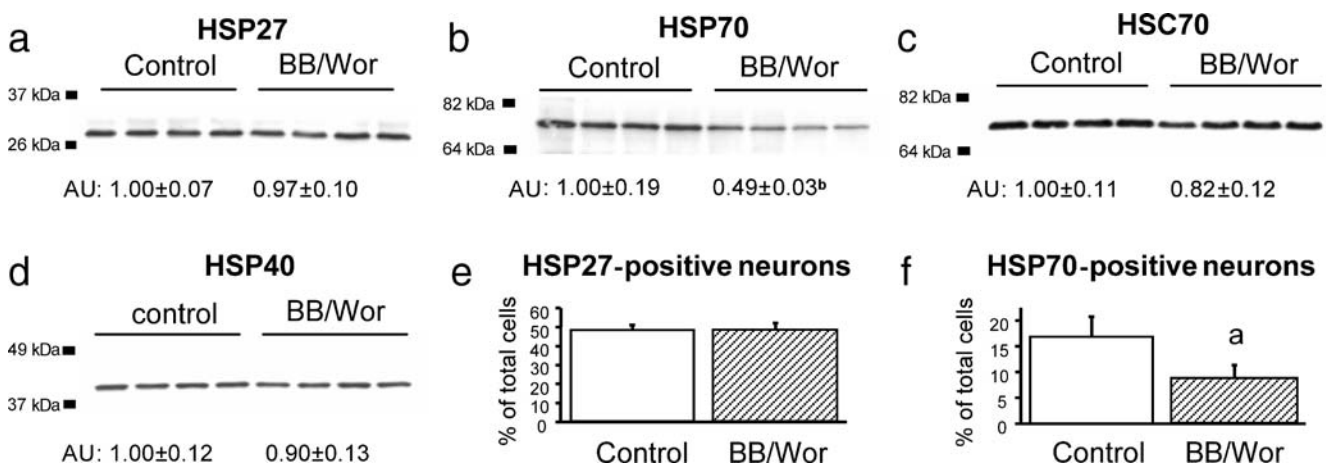 a
HSP27
Control BB/Wor
37 kDa
26 kDa
AU: 1.00±0.07 0.97±0.10
b
HSP70
Control BB/Wor
82 kDa
64 kDa
AU: 1.00±0.19 0.49±0.03ᵇ
c
HSC70
Control BB/Wor
82 kDa
64 kDa
AU: 1.00±0.11 0.82±0.12
d
HSP40
control BB/Wor
49 kDa
37 kDa
AU: 1.00±0.12 0.90±0.13
e
HSP27-positive neurons
% of total cells
60
50
40
30
20
10
0
Control BB/Wor
f
HSP70-positive neurons
% of total cells
20
15
10
5
0
a
Control BB/Wor